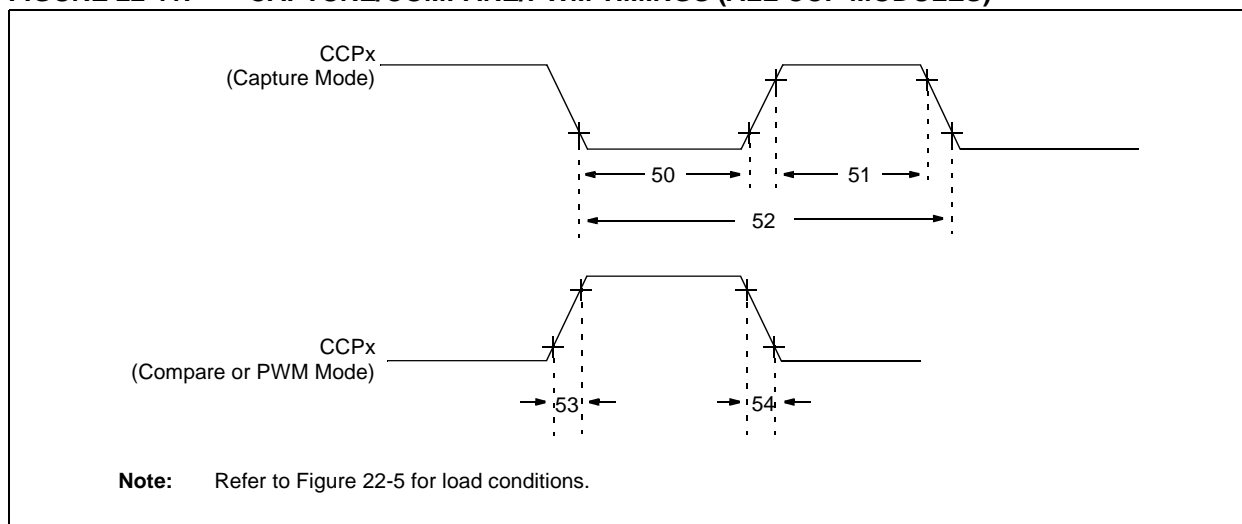 CCPx
(Capture Mode)
50
51
52
CCPx
(Compare or PWM Mode)
53
54
Note: Refer to Figure 22-5 for load conditions.